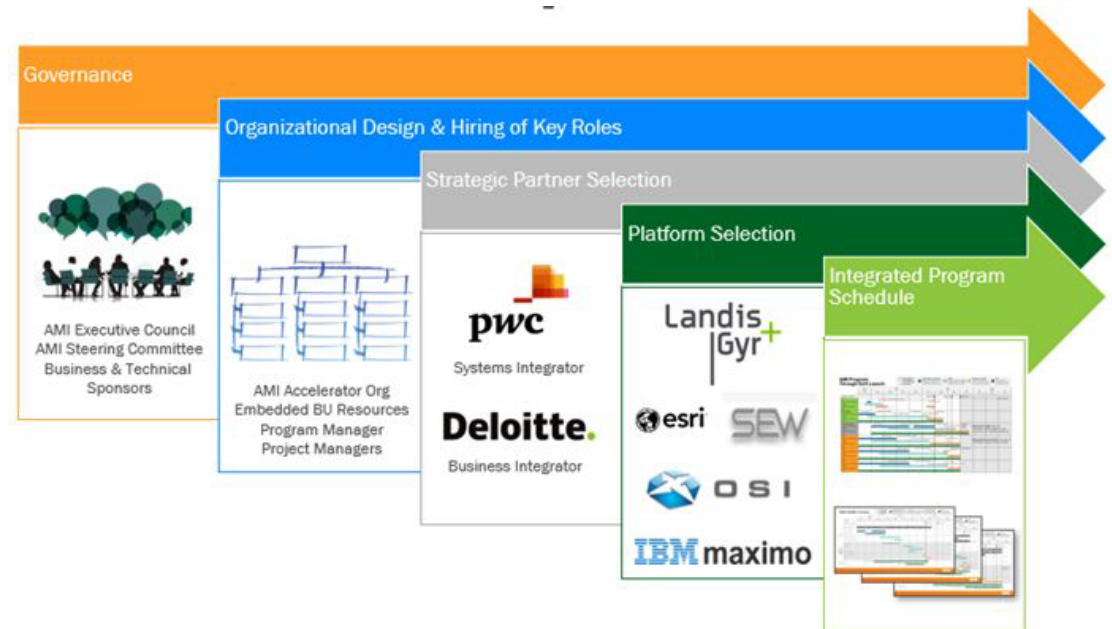 Governance
Organizational Design & Hiring of Key Roles
Strategic Partner Selection
Platform Selection
Integrated Program
Schedule
AMI Executive Council
AMI Steering Committee
Business & Technical
Sponsors
AMI Accelerator Org
Embedded BU Resources
Program Manager
Project Managers
pwc
Systems Integrator
Deloitte.
Business Integrator
Landis+
Gyr
esri
SEW
OSI
IBM maximo